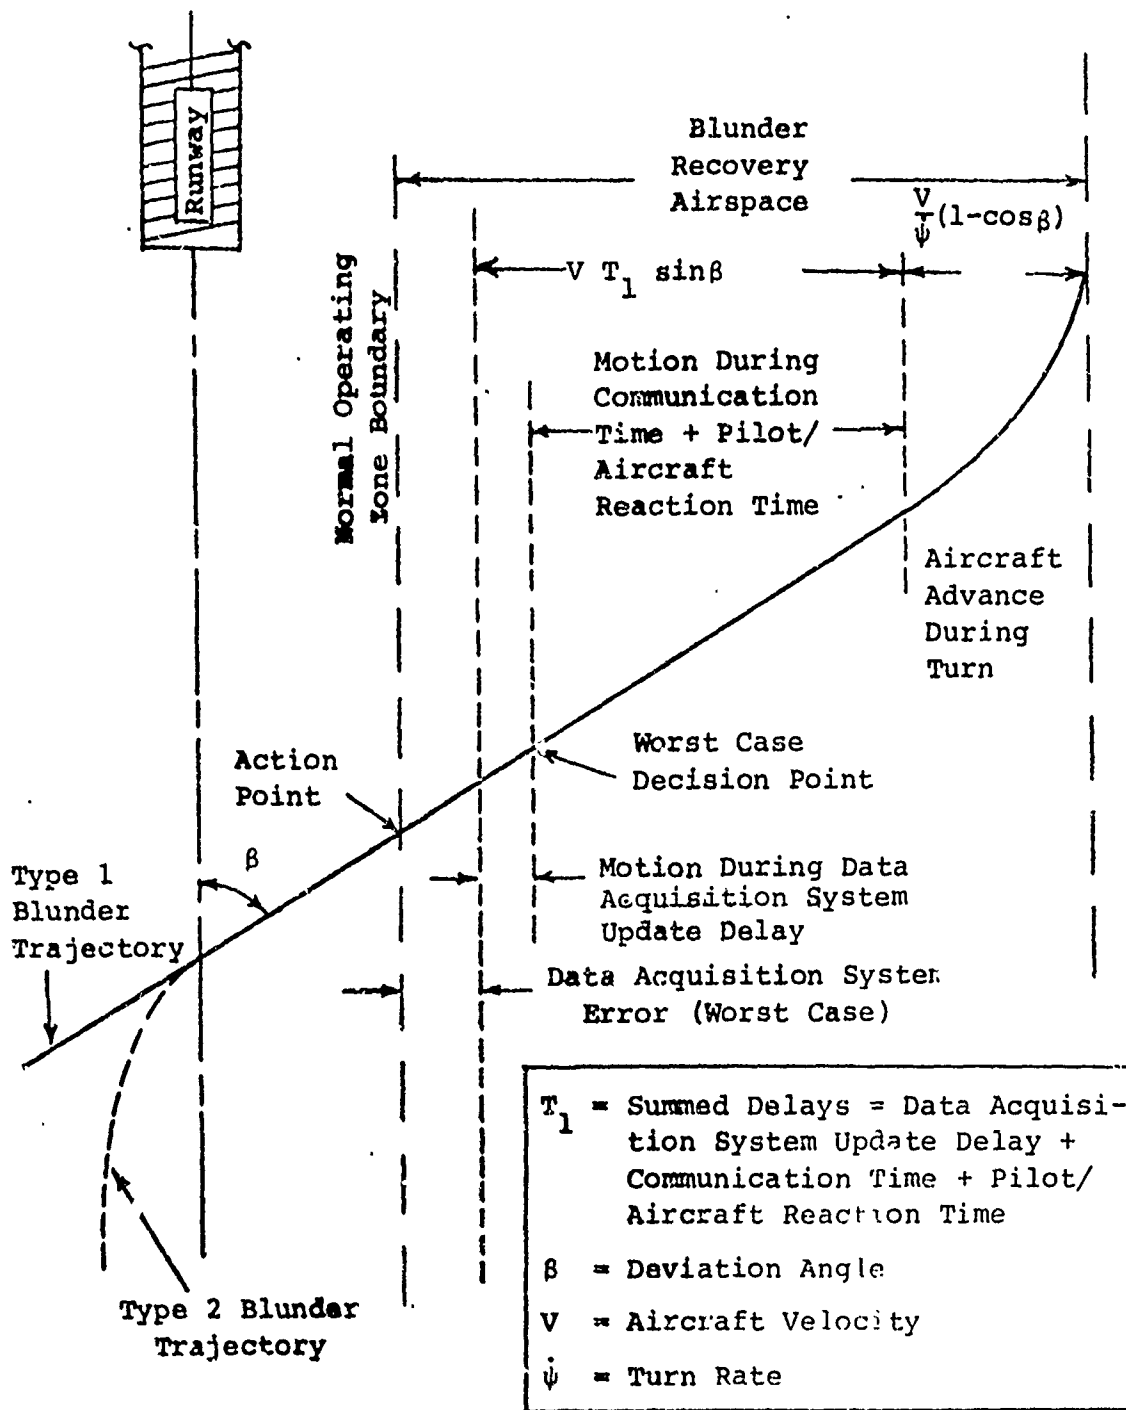 Runway
Blunder
Recovery
Airspace
V/ψ̇ (1-cosβ)
V T₁ sinβ
Normal Operating
Zone Boundary
Motion During
Communication
Time + Pilot/
Aircraft
Reaction Time
Aircraft
Advance
During
Turn
Action
Point
Worst Case
Decision Point
β
Type 1
Blunder
Trajectory
Motion During Data
Acquisition System
Update Delay
Data Acquisition System
Error (Worst Case)
Type 2 Blunder
Trajectory
T₁ = Summed Delays = Data Acquisi-
tion System Update Delay +
Communication Time + Pilot/
Aircraft Reaction Time
β = Deviation Angle
V = Aircraft Velocity
ψ̇ = Turn Rate